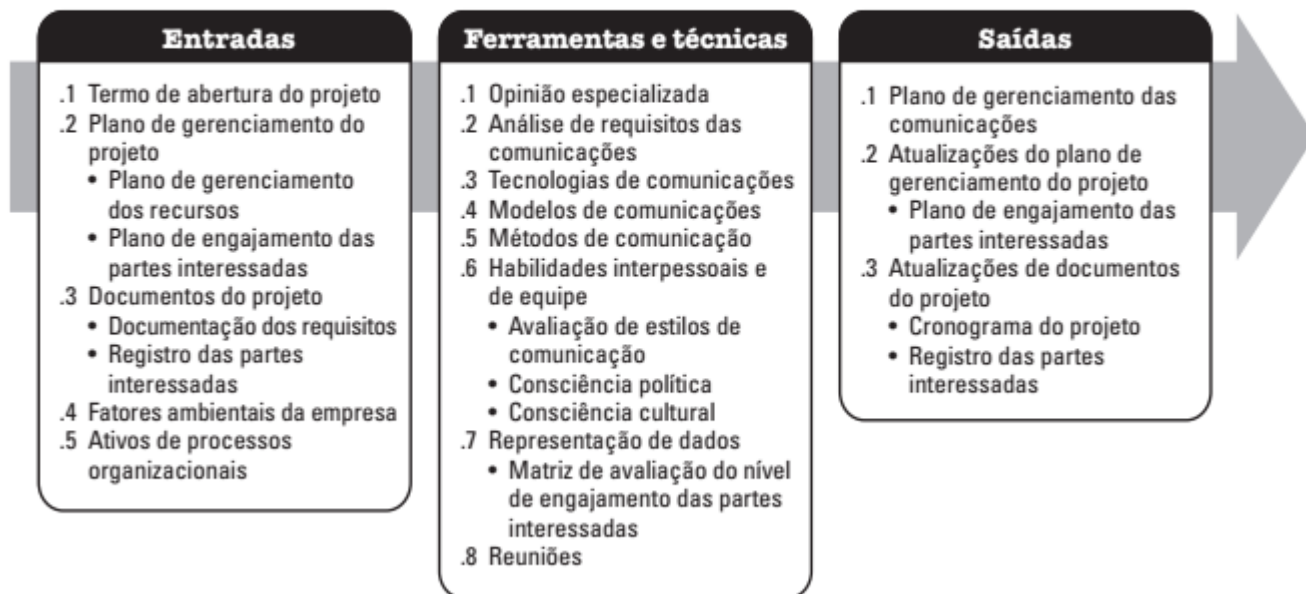 Entradas
.1 Termo de abertura do projeto
.2 Plano de gerenciamento do
projeto
• Plano de gerenciamento
dos recursos
• Plano de engajamento das
partes interessadas
.3 Documentos do projeto
• Documentação dos requisitos
• Registro das partes
interessadas
.4 Fatores ambientais da empresa
.5 Ativos de processos
organizacionais
Ferramentas e técnicas
.1 Opinião especializada
.2 Análise de requisitos das
comunicações
.3 Tecnologias de comunicações
.4 Modelos de comunicações
.5 Métodos de comunicação
.6 Habilidades interpessoais e
de equipe
• Avaliação de estilos de
comunicação
• Consciência política
• Consciência cultural
.7 Representação de dados
• Matriz de avaliação do nível
de engajamento das partes
interessadas
.8 Reuniões
Saídas
.1 Plano de gerenciamento das
comunicações
.2 Atualizações do plano de
gerenciamento do projeto
• Plano de engajamento das
partes interessadas
.3 Atualizações de documentos
do projeto
• Cronograma do projeto
• Registro das partes
interessadas